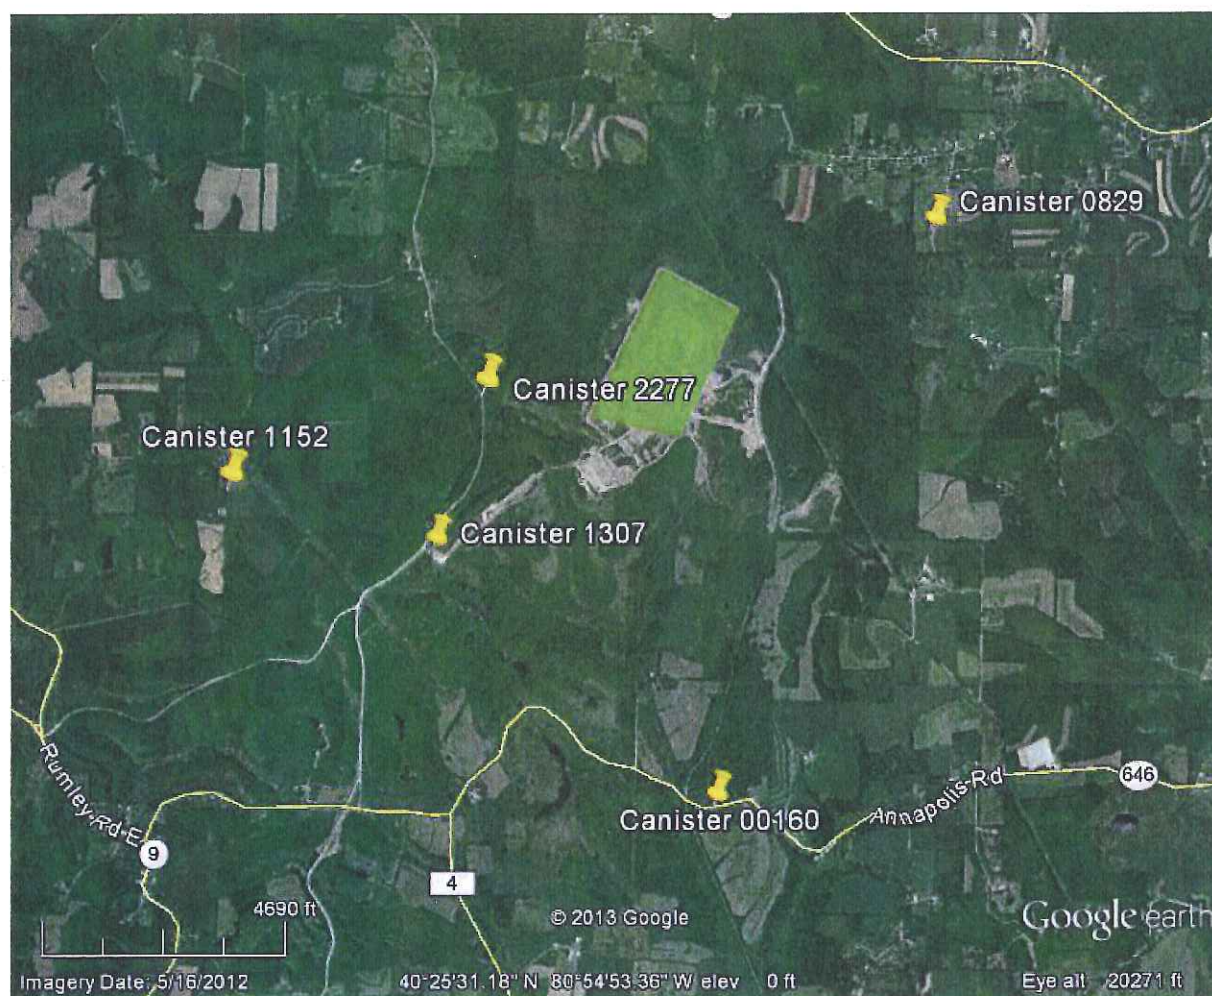 Canister 0829
Canister 2277
Canister 1152
Canister 1307
Canister 00160
Annapolis-Rd
646
Rumley-Rd-E
9
4
4690 ft
© 2013 Google
Google earth
Imagery Date: 5/16/2012
40°25'31.18" N 80°54'53.36" W elev 0 ft
Eye alt 20271 ft